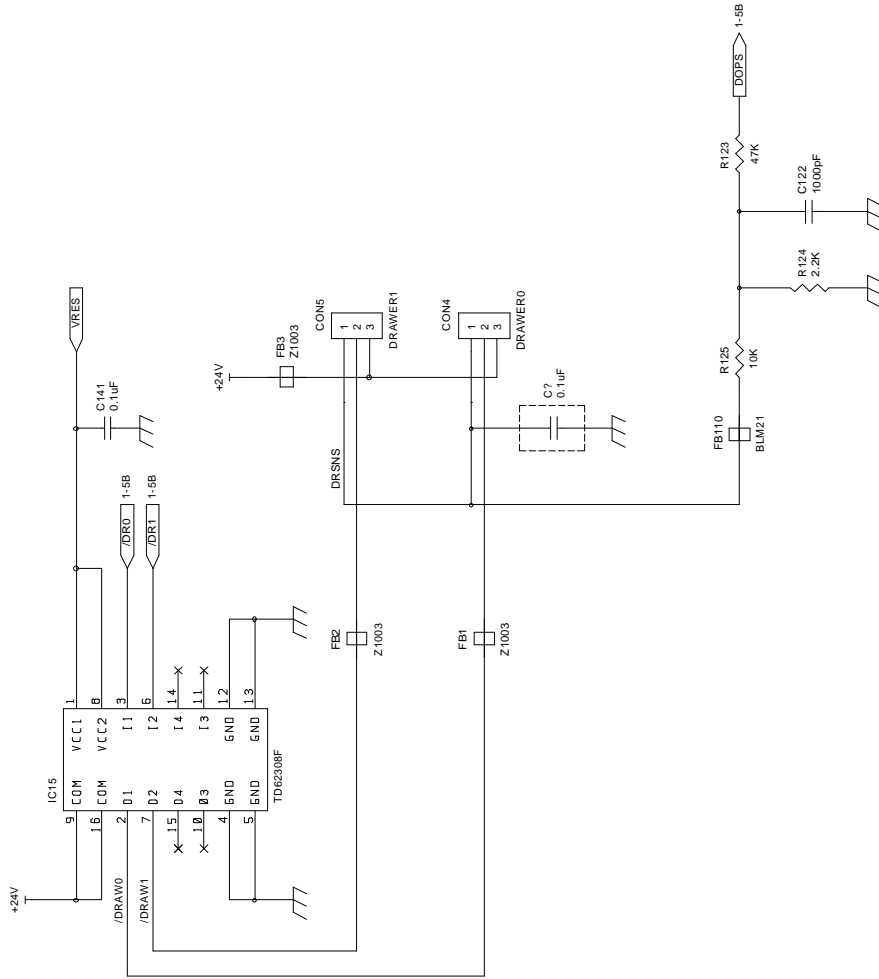 +24V
IC15
9 COM VCC1 1
16 COM VCC2 8
2 O1 I1 3
7 O2 I2 6
15 O4 I4 14
10 O3 I3 11
4 GND GND 12
5 GND GND 13
TD62308F
/DRAW0
/DRAW1
VRES
C141
0.1uF
/DR0 1-5B
/DR1 1-5B
FB2
Z1003
FB1
Z1003
+24V
FB3
Z1003
DRSNS
CON5
1
2
3
DRAWER1
CON4
1
2
3
DRAWER0
C?
0.1uF
FB110
BLM21
R125
10K
R124
2.2K
C122
1000pF
R123
47K
DOPS 1-5B